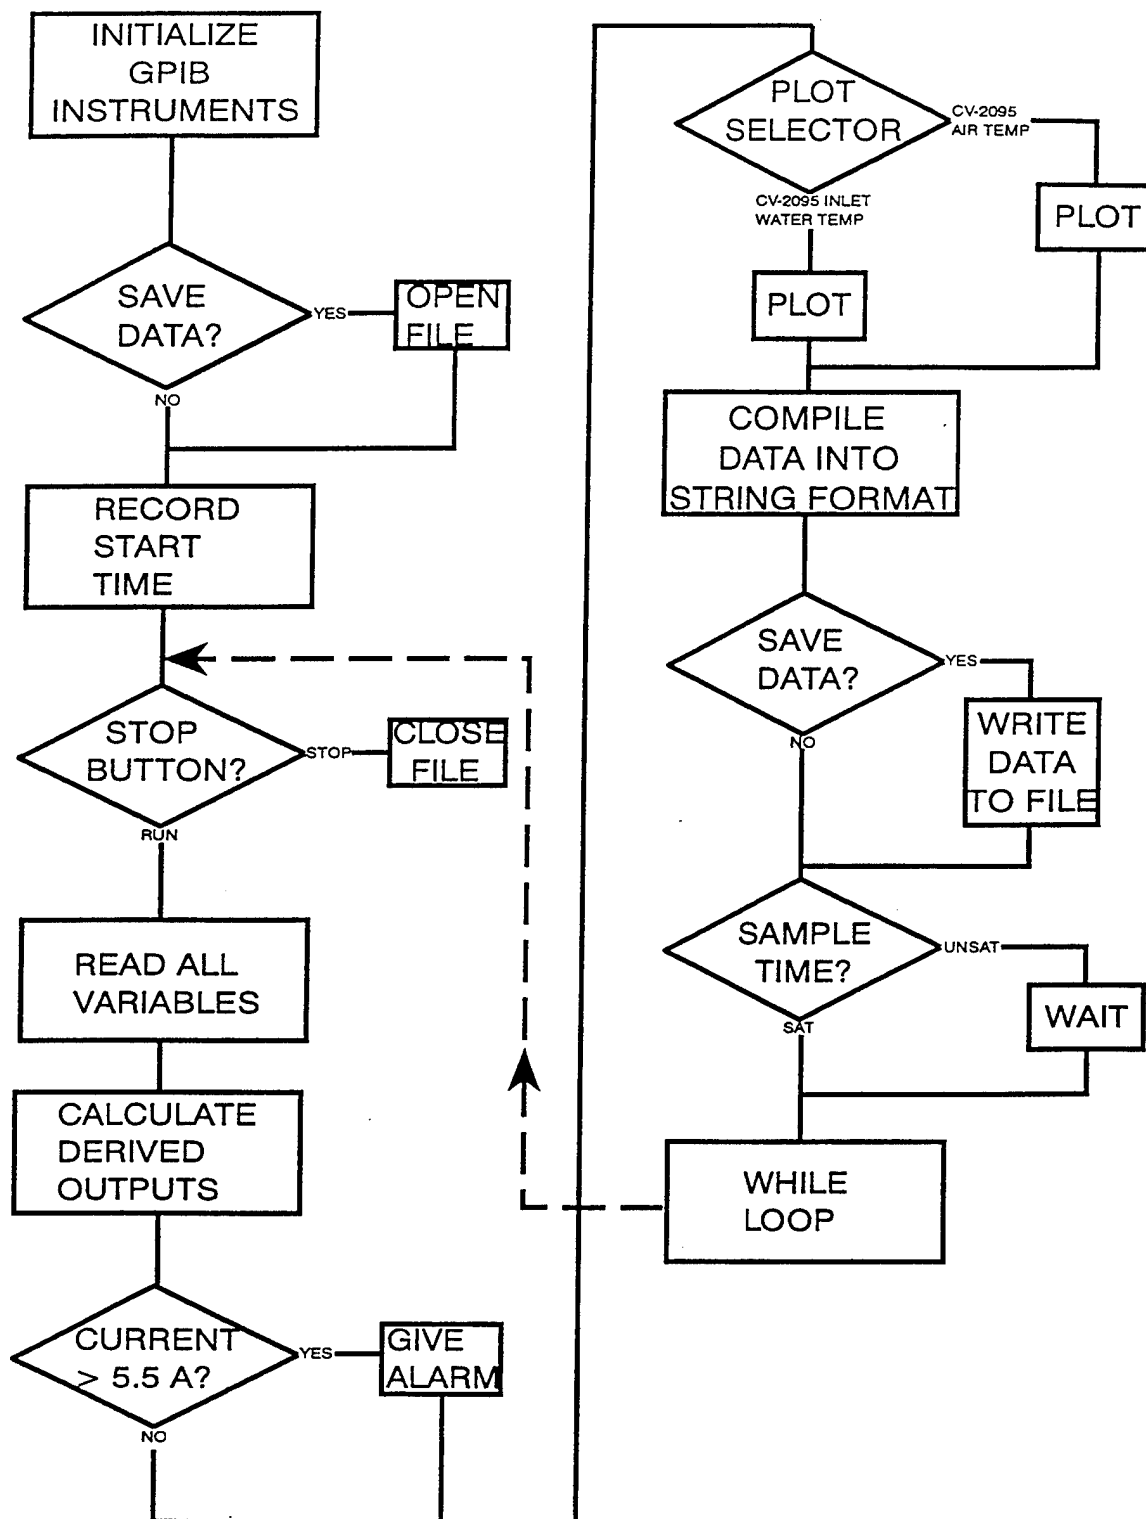 INITIALIZE
GPIB
INSTRUMENTS
SAVE
DATA?
YES
OPEN
FILE
NO
RECORD
START
TIME
STOP
BUTTON?
STOP
CLOSE
FILE
RUN
READ ALL
VARIABLES
CALCULATE
DERIVED
OUTPUTS
CURRENT
> 5.5 A?
YES
GIVE
ALARM
NO
PLOT
SELECTOR
CV-2095
AIR TEMP
PLOT
CV-2095 INLET
WATER TEMP
PLOT
COMPILE
DATA INTO
STRING FORMAT
SAVE
DATA?
YES
WRITE
DATA
TO FILE
NO
SAMPLE
TIME?
UNSAT
WAIT
SAT
WHILE
LOOP